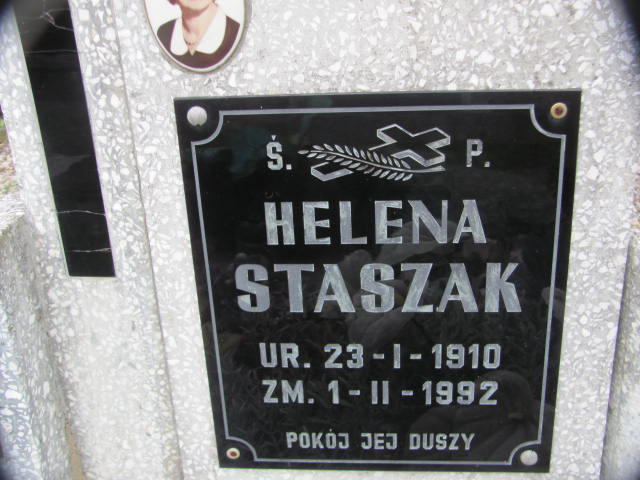 Ś. P.
HELENA
STASZAK
UR. 23-I-1910
ZM. 1-II-1992
POKÓJ JEJ DUSZY